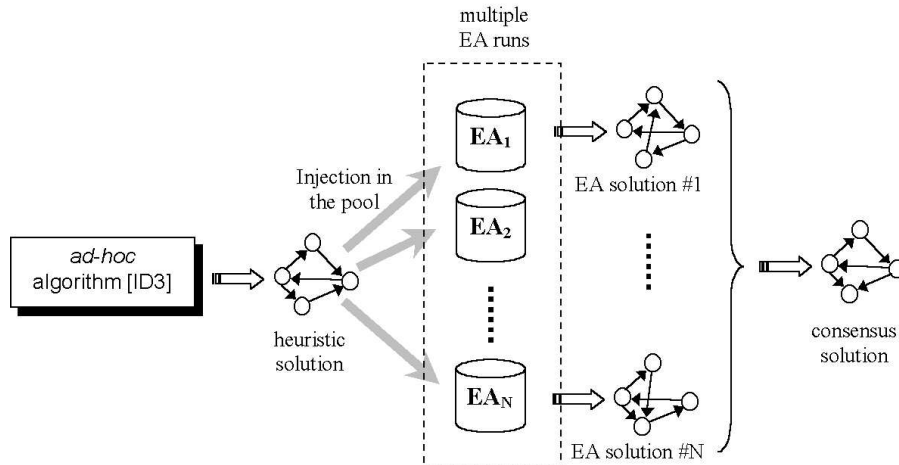 multiple
EA runs
EA1
Injection in
the pool
EA solution #1
EA2
ad-hoc
algorithm [ID3]
heuristic
solution
consensus
solution
EAN
EA solution #N